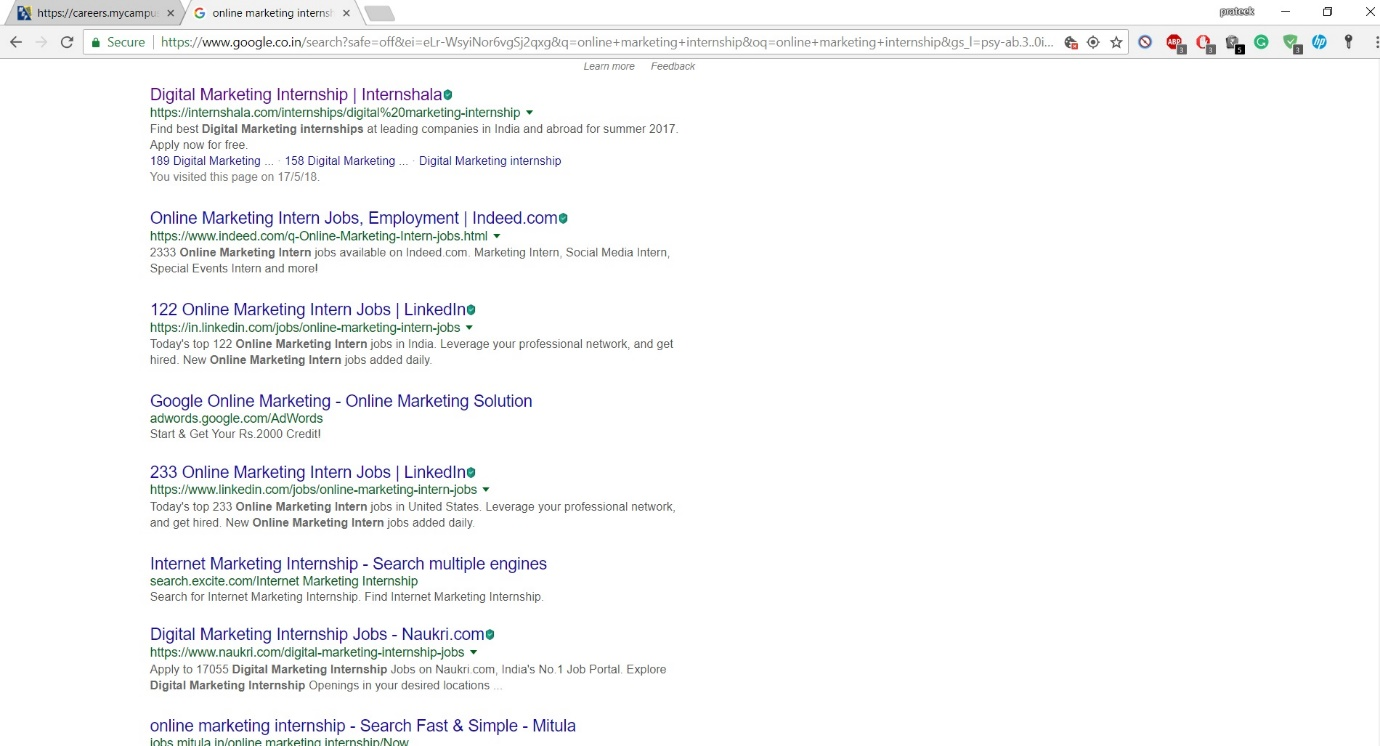 https://careers.mycampu
online marketing interns
prateek
Secure
https://www.google.co.in/search?safe=off&ei=eLr-WsyiNor6vgSj2qxg&q=online+marketing+internship&oq=online+marketing+internship&gs_l=psy-ab.3..0i...
ABP
3
3
5
3
hp
Learn more Feedback
Digital Marketing Internship | Internshala
https://internshala.com/internships/digital%20marketing-internship
Find best Digital Marketing internships at leading companies in India and abroad for summer 2017.
Apply now for free.
189 Digital Marketing ... · 158 Digital Marketing ... · Digital Marketing internship
You visited this page on 17/5/18.
Online Marketing Intern Jobs, Employment | Indeed.com
https://www.indeed.com/q-Online-Marketing-Intern-jobs.html
2333 Online Marketing Intern jobs available on Indeed.com. Marketing Intern, Social Media Intern,
Special Events Intern and more!
122 Online Marketing Intern Jobs | LinkedIn
https://in.linkedin.com/jobs/online-marketing-intern-jobs
Today's top 122 Online Marketing Intern jobs in India. Leverage your professional network, and get
hired. New Online Marketing Intern jobs added daily.
Google Online Marketing - Online Marketing Solution
adwords.google.com/AdWords
Start & Get Your Rs.2000 Credit!
233 Online Marketing Intern Jobs | LinkedIn
https://www.linkedin.com/jobs/online-marketing-intern-jobs
Today's top 233 Online Marketing Intern jobs in United States. Leverage your professional network,
and get hired. New Online Marketing Intern jobs added daily.
Internet Marketing Internship - Search multiple engines
search.excite.com/Internet Marketing Internship
Search for Internet Marketing Internship. Find Internet Marketing Internship.
Digital Marketing Internship Jobs - Naukri.com
https://www.naukri.com/digital-marketing-internship-jobs
Apply to 17055 Digital Marketing Internship Jobs on Naukri.com, India's No.1 Job Portal. Explore
Digital Marketing Internship Openings in your desired locations ...
online marketing internship - Search Fast & Simple - Mitula
jobs.mitula.in/online marketing internship/Now